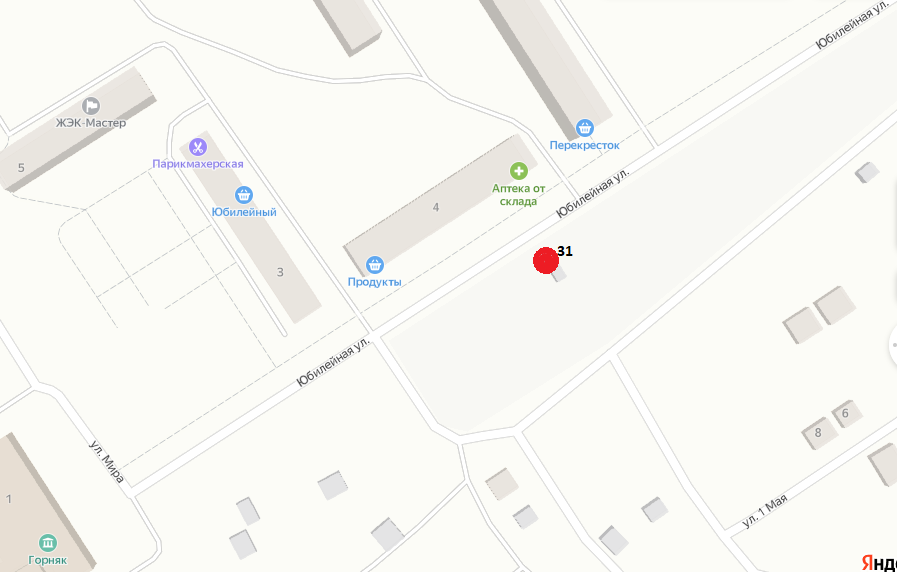 Юбилейная ул.
ЖЭК-Мастер
5
Парикмахерская
Юбилейный
3
Перекресток
Аптека от
склада
4
Юбилейная ул.
Продукты
31
Юбилейная ул.
ул. Мира
1
Горняк
6
8
ул. 1 Мая